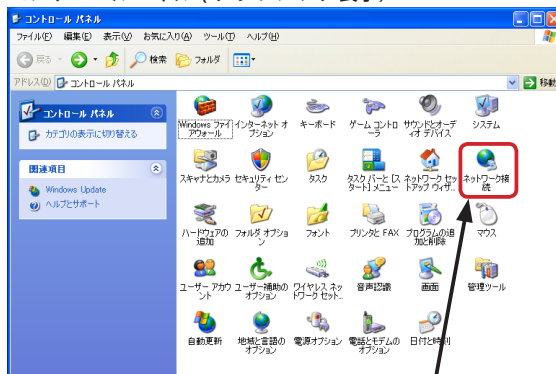 コントロール パネル
ファイル(F) 編集(E) 表示(V) お気に入り(A) ツール(T) ヘルプ(H)
戻る 検索 フォルダ
アドレス(D) コントロール パネル 移動
コントロール パネル
カテゴリの表示に切り替える
関連項目
Windows Update
ヘルプとサポート
Windows ファイアウォール
インターネット オプション
キーボード
ゲーム コントローラ
サウンドとオーディオ デバイス
システム
スキャナとカメラ
セキュリティ センター
タスク
タスク バーと [スタート] メニュー
ネットワーク セットアップ ウィザ...
ネットワーク接続
ハードウェアの追加
フォルダ オプション
フォント
プリンタと FAX
プログラムの追加と削除
マウス
ユーザー アカウント
ユーザー補助のオプション
ワイヤレス ネットワーク セット...
音声認識
画面
管理ツール
自動更新
地域と言語のオプション
電源オプション
電話とモデムのオプション
日付と時刻